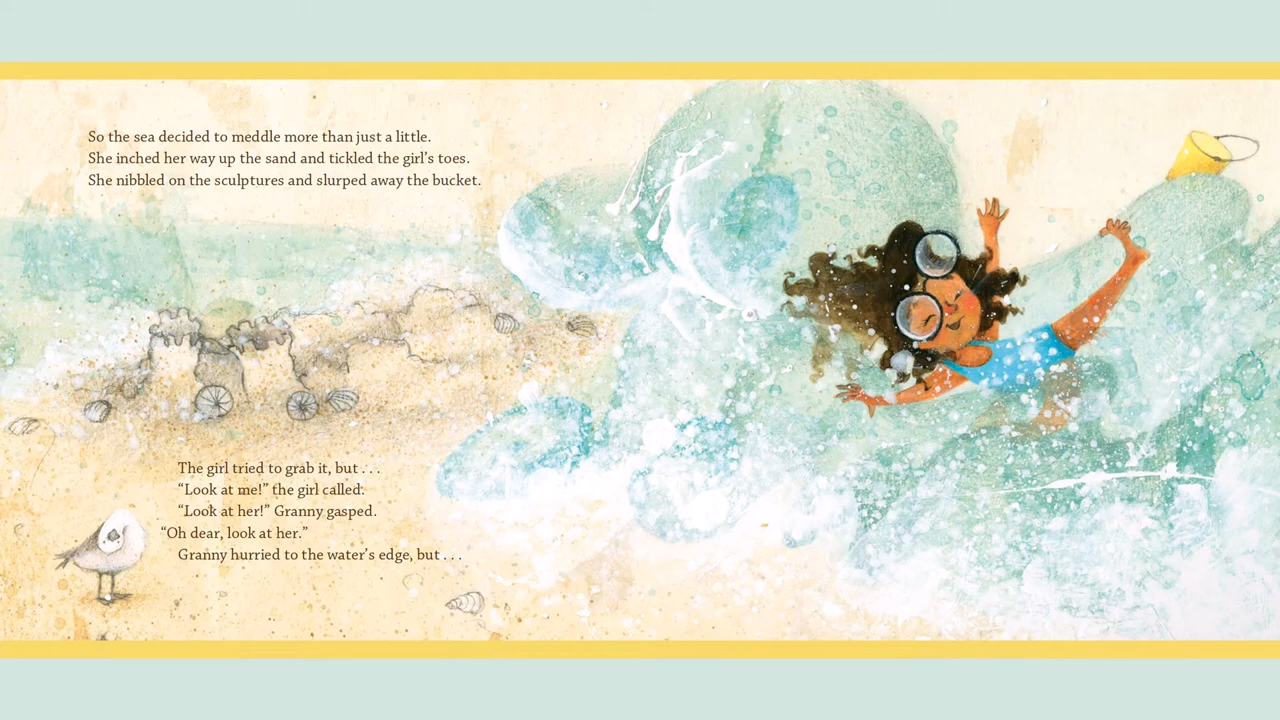 So the sea decided to meddle more than just a little.
She inched her way up the sand and tickled the girl’s toes.
She nibbled on the sculptures and slurped away the bucket.
The girl tried to grab it, but . . .
“Look at me!” the girl called.
“Look at her!” Granny gasped.
“Oh dear, look at her.”
Granny hurried to the water’s edge, but . . .